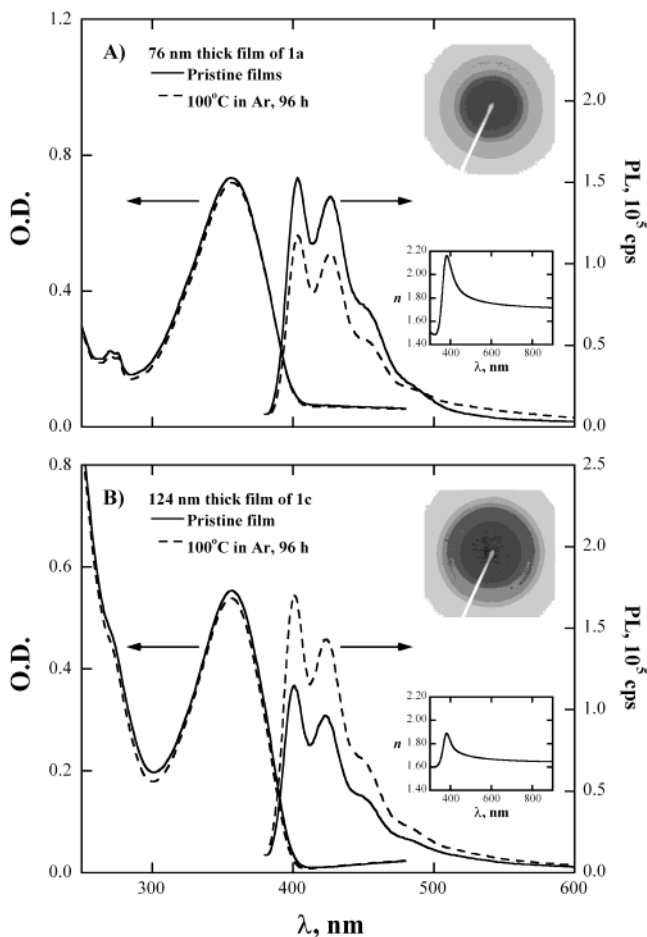 1.2
A)
76 nm thick film of 1a
Pristine films
100°C in Ar, 96 h
0.8
0.4
0.0
O.D.
2.5
2.0
1.5
1.0
0.5
0.0
PL, 10⁵ cps
2.20
2.00
1.80
1.60
1.40
n
400 600 800
λ, nm
0.8
B)
124 nm thick film of 1c
Pristine film
100°C in Ar, 96 h
0.6
0.4
0.2
0.0
O.D.
2.5
2.0
1.5
1.0
0.5
0.0
PL, 10⁵ cps
2.20
2.00
1.80
1.60
1.40
n
400 600 800
λ, nm
300 400 500 600
λ, nm